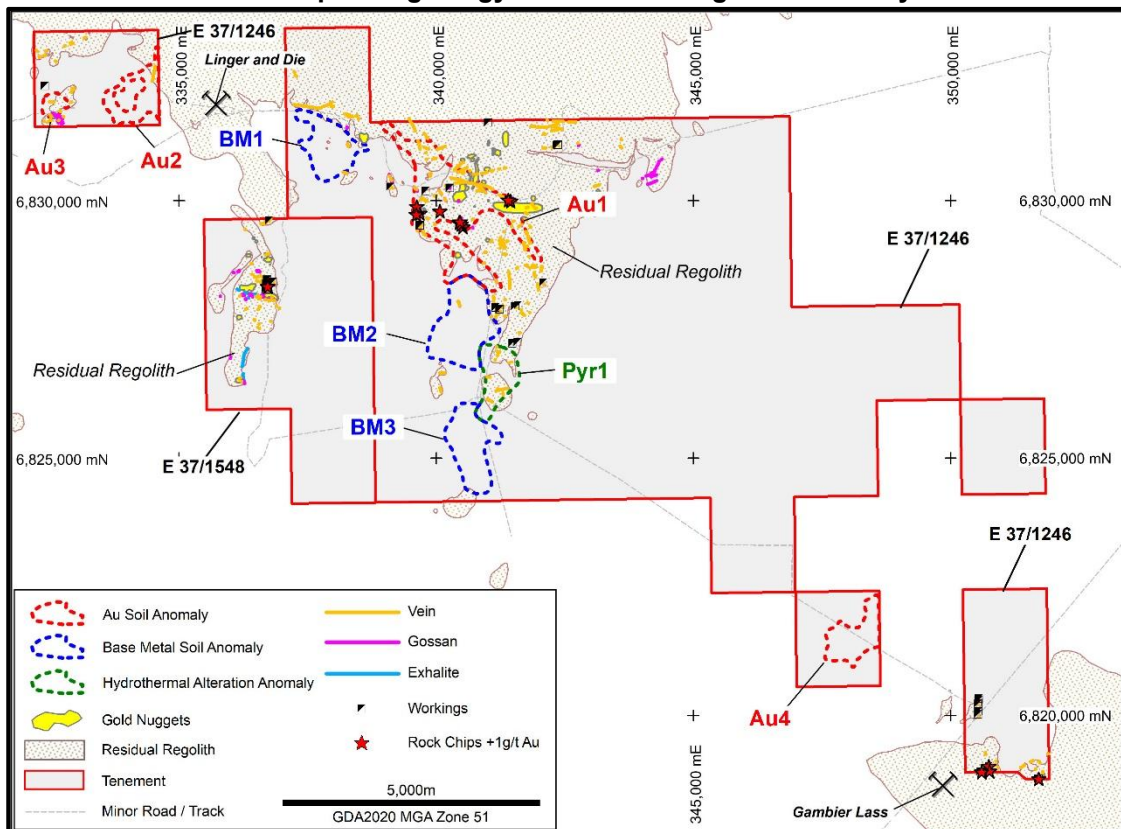 E 37/1246
335,000 mE
Linger and Die
340,000 mE
345,000 mE
350,000 mE
BM1
Au3
Au2
6,830,000 mN
6,830,000 mN
Au1
E 37/1246
Residual Regolith
BM2
Residual Regolith
Pyr1
BM3
6,825,000 mN
6,825,000 mN
E 37/1548
E 37/1246
Au Soil Anomaly
Vein
Base Metal Soil Anomaly
Gossan
Hydrothermal Alteration Anomaly
Exhalite
Gold Nuggets
Workings
Residual Regolith
Rock Chips +1g/t Au
Tenement
Minor Road / Track
5,000m
GDA2020 MGA Zone 51
Au4
6,820,000 mN
345,000 mE
Gambier Lass